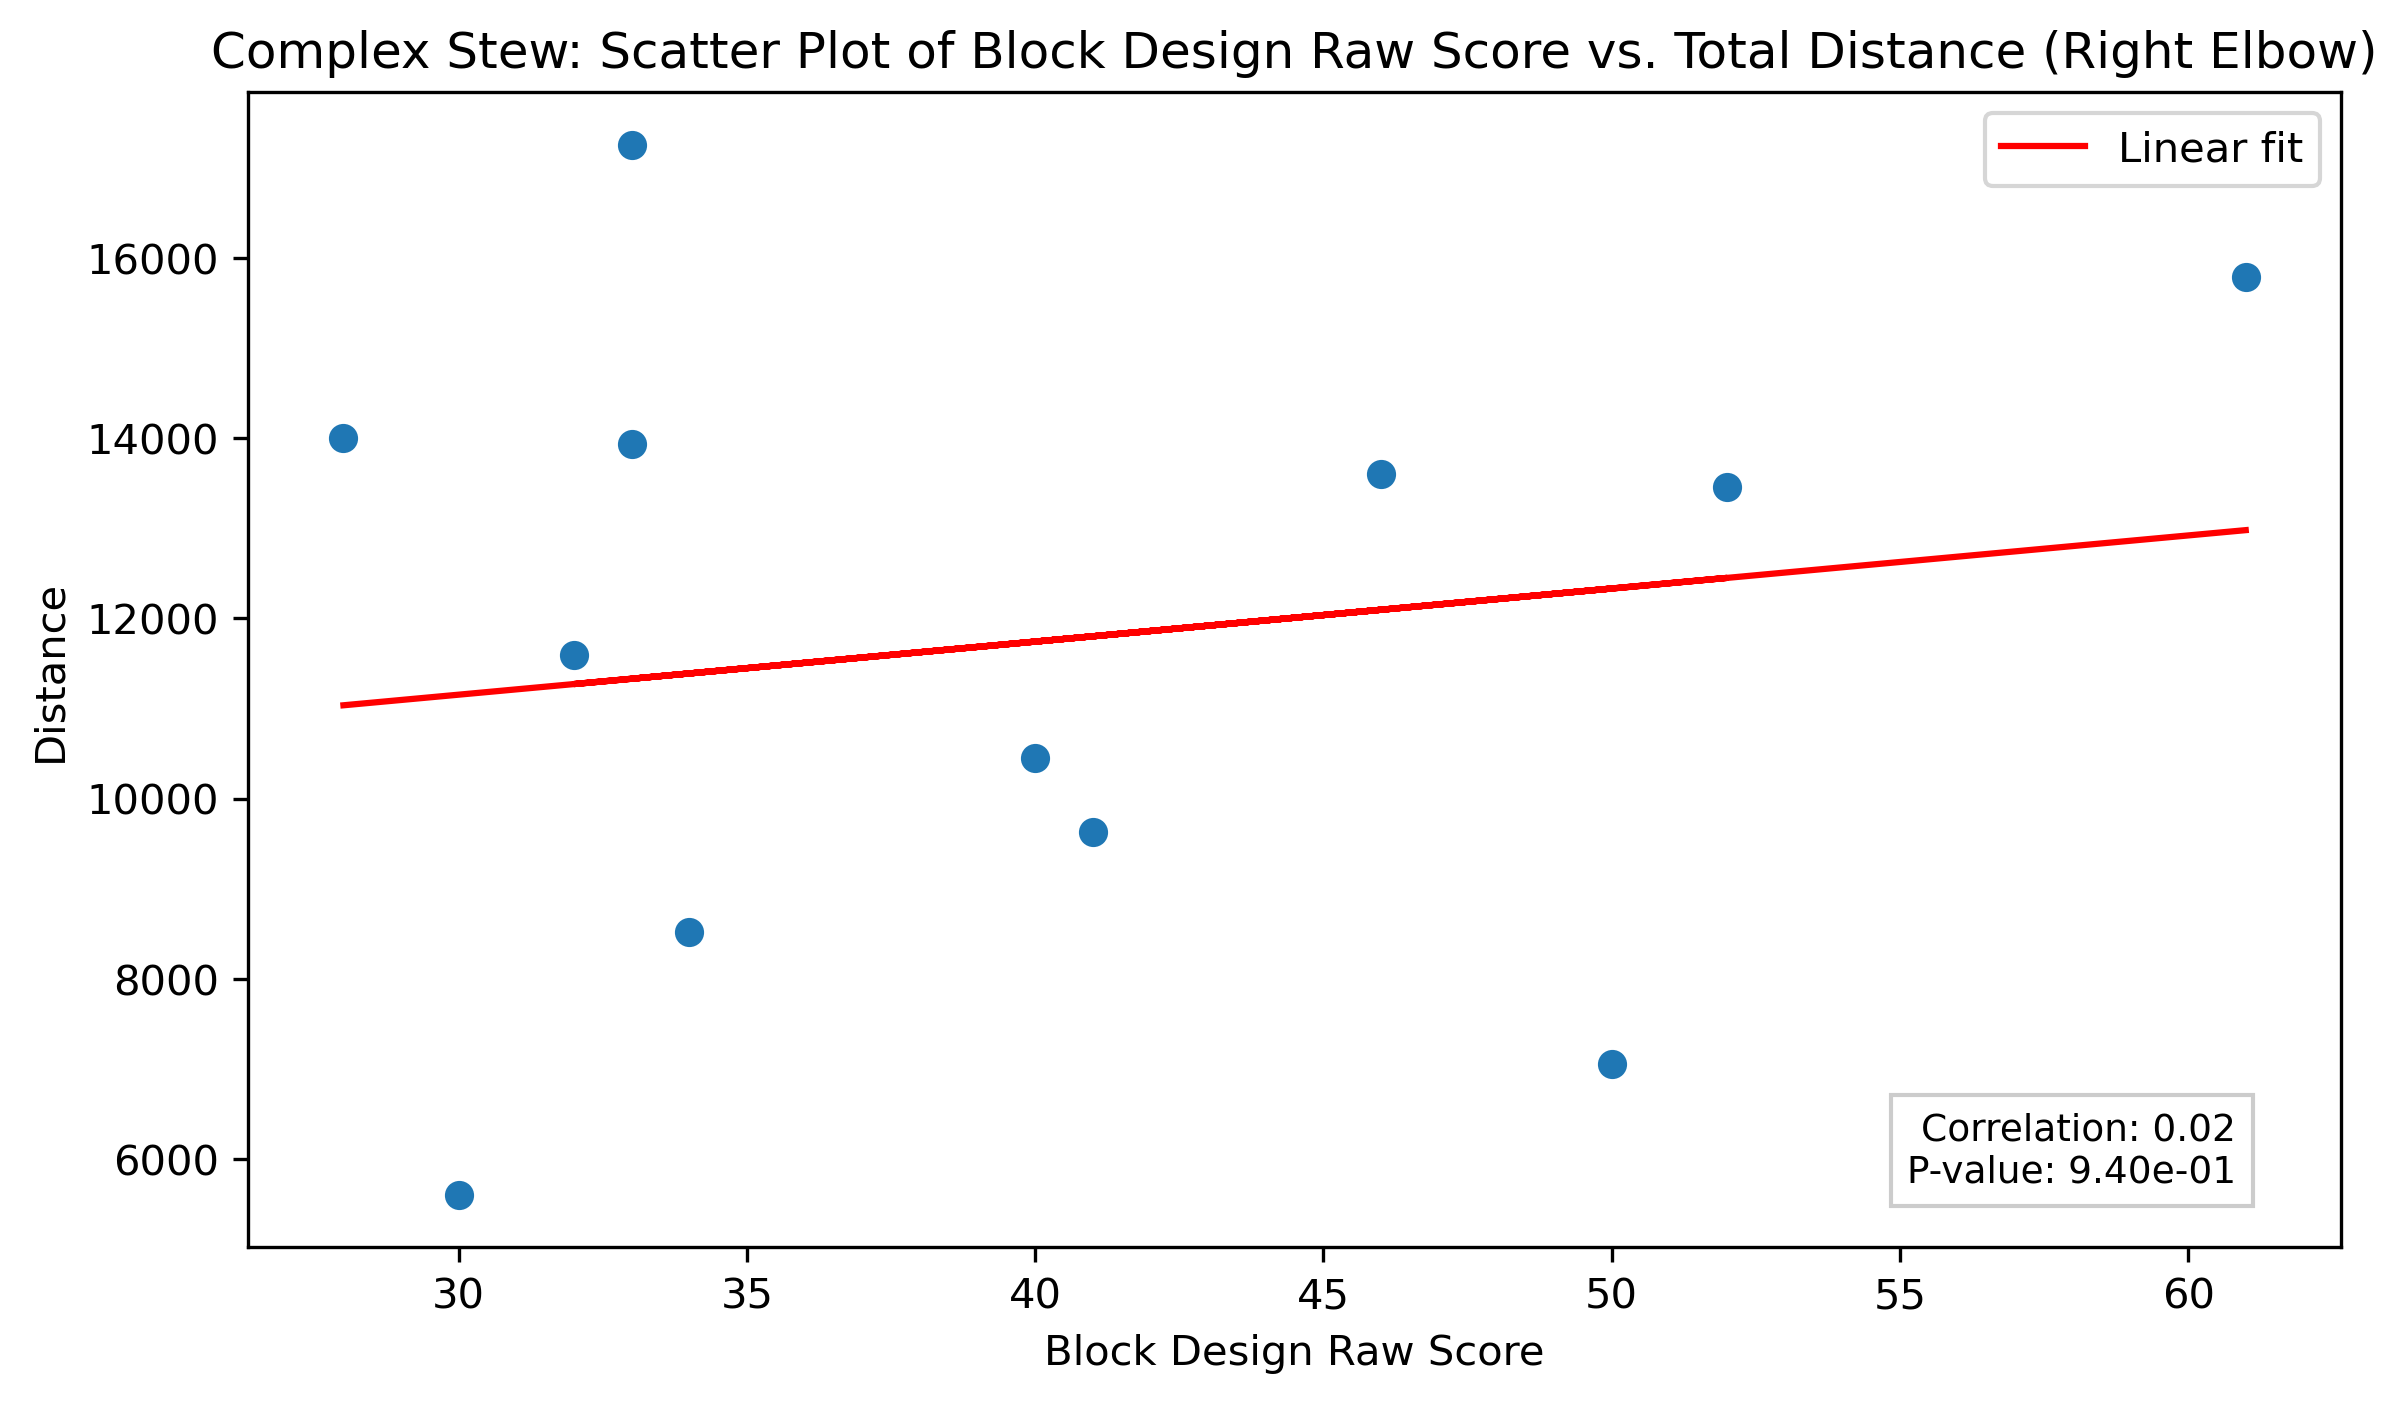 Complex Stew: Scatter Plot of Block Design Raw Score vs. Total Distance (Right Elbow)
Linear fit
16000
14000
12000
10000
8000
6000
Distance
Correlation: 0.02
P-value: 9.40e-01
30 35 40 45 50 55 60
Block Design Raw Score